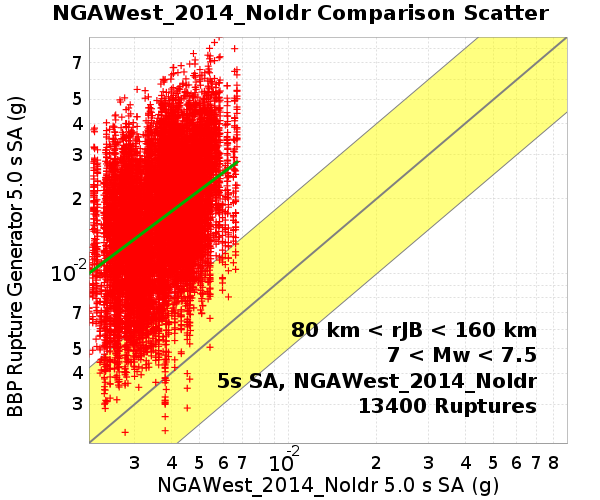 NGAWest_2014_NoIdr Comparison Scatter
BBP Rupture Generator 5.0 s SA (g)
7
5
4
3
2
10-2
7
5
4
3
80 km < rJB < 160 km
7 < Mw < 7.5
5s SA, NGAWest_2014_NoIdr
13400 Ruptures
3 4 5 6 7 10-2 2 3 4 5 6 7 8
NGAWest_2014_NoIdr 5.0 s SA (g)